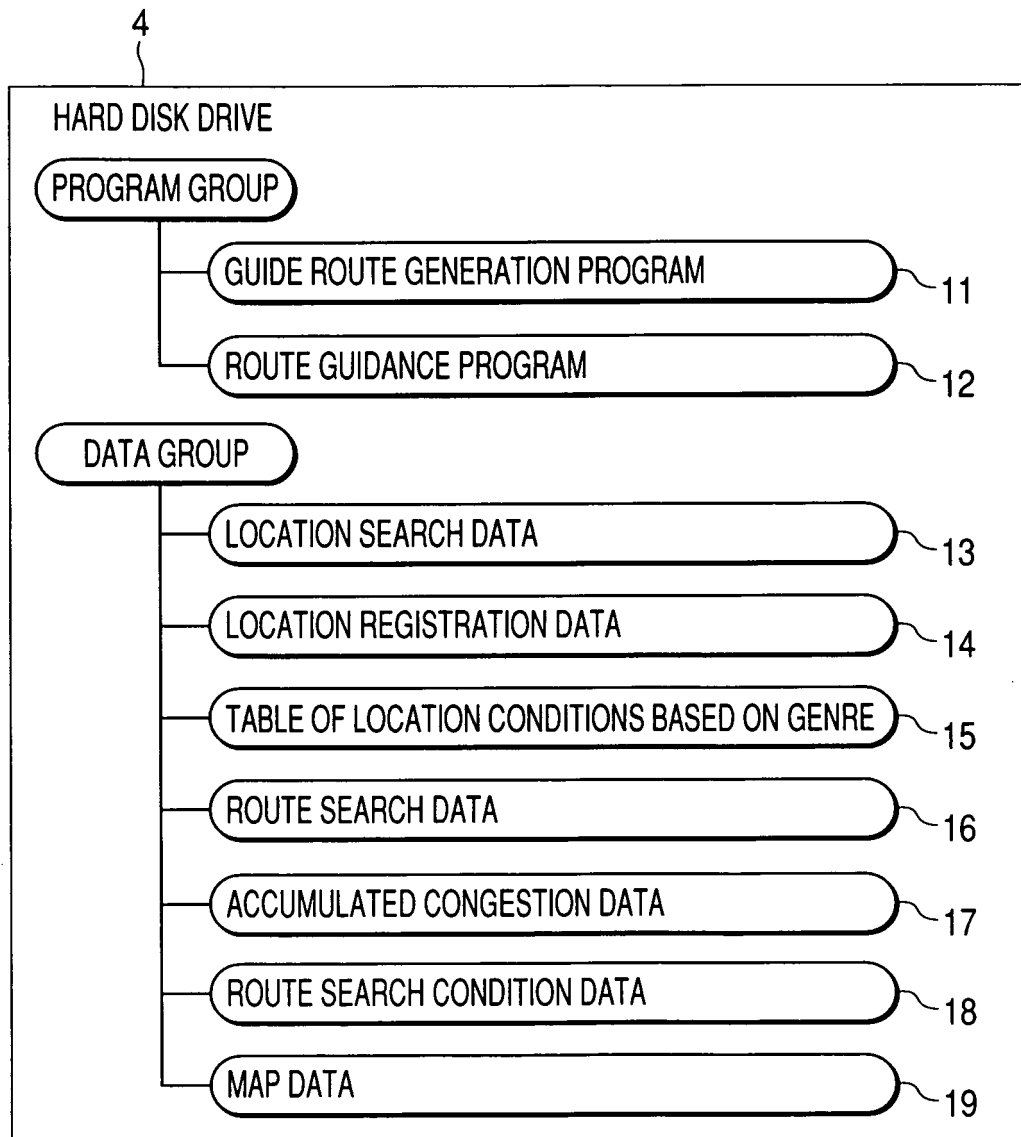 4
HARD DISK DRIVE
PROGRAM GROUP
GUIDE ROUTE GENERATION PROGRAM
11
ROUTE GUIDANCE PROGRAM
12
DATA GROUP
LOCATION SEARCH DATA
13
LOCATION REGISTRATION DATA
14
TABLE OF LOCATION CONDITIONS BASED ON GENRE
15
ROUTE SEARCH DATA
16
ACCUMULATED CONGESTION DATA
17
ROUTE SEARCH CONDITION DATA
18
MAP DATA
19